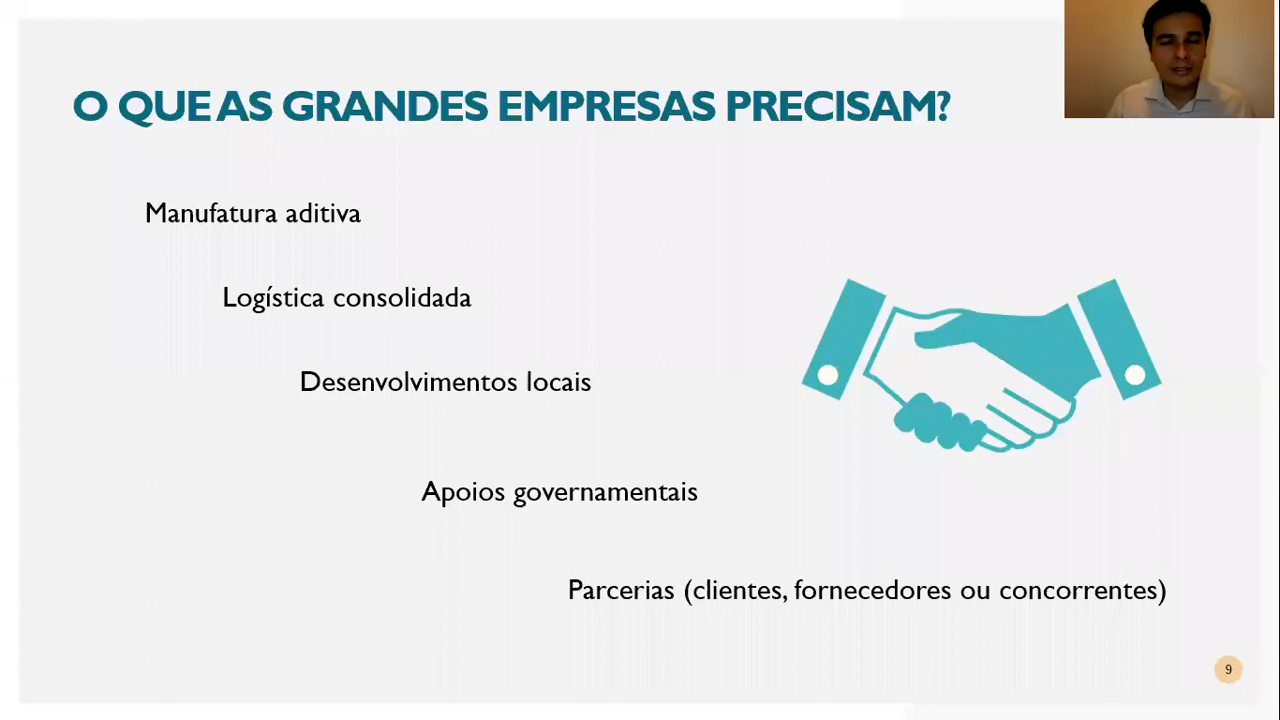 O QUE AS GRANDES EMPRESAS PRECISAM?
Manufatura aditiva
Logística consolidada
Desenvolvimentos locais
Apoios governamentais
Parcerias (clientes, fornecedores ou concorrentes)
9